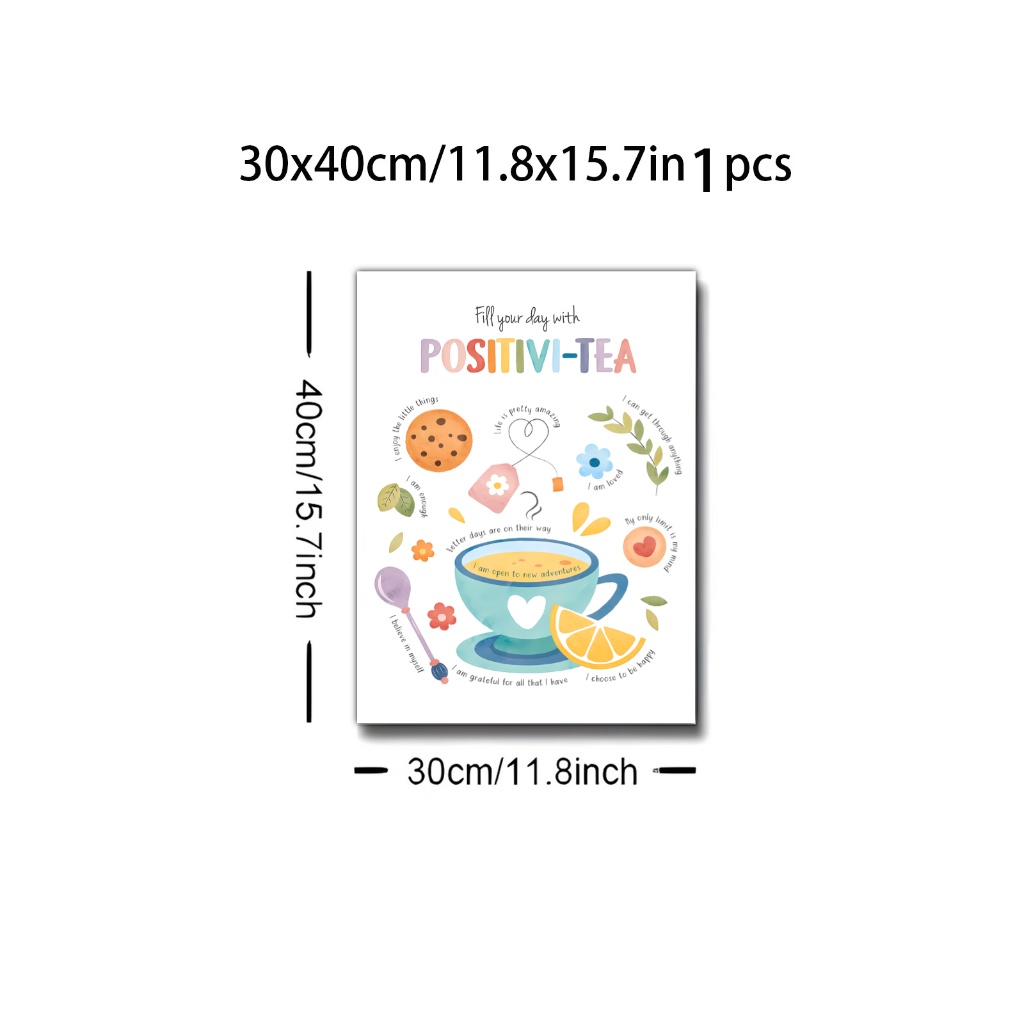 30x40cm/11.8x15.7in 1 pcs
Fill your day with
POSITIVI-TEA
I enjoy the little things
Life is pretty amazing
I can get through anything
I am loved
I am enough
Better days are on their way
My only limit is my mind
I am open to new adventures
I believe in myself
I am grateful for all that I have
I choose to be happy
40cm/15.7inch
30cm/11.8inch